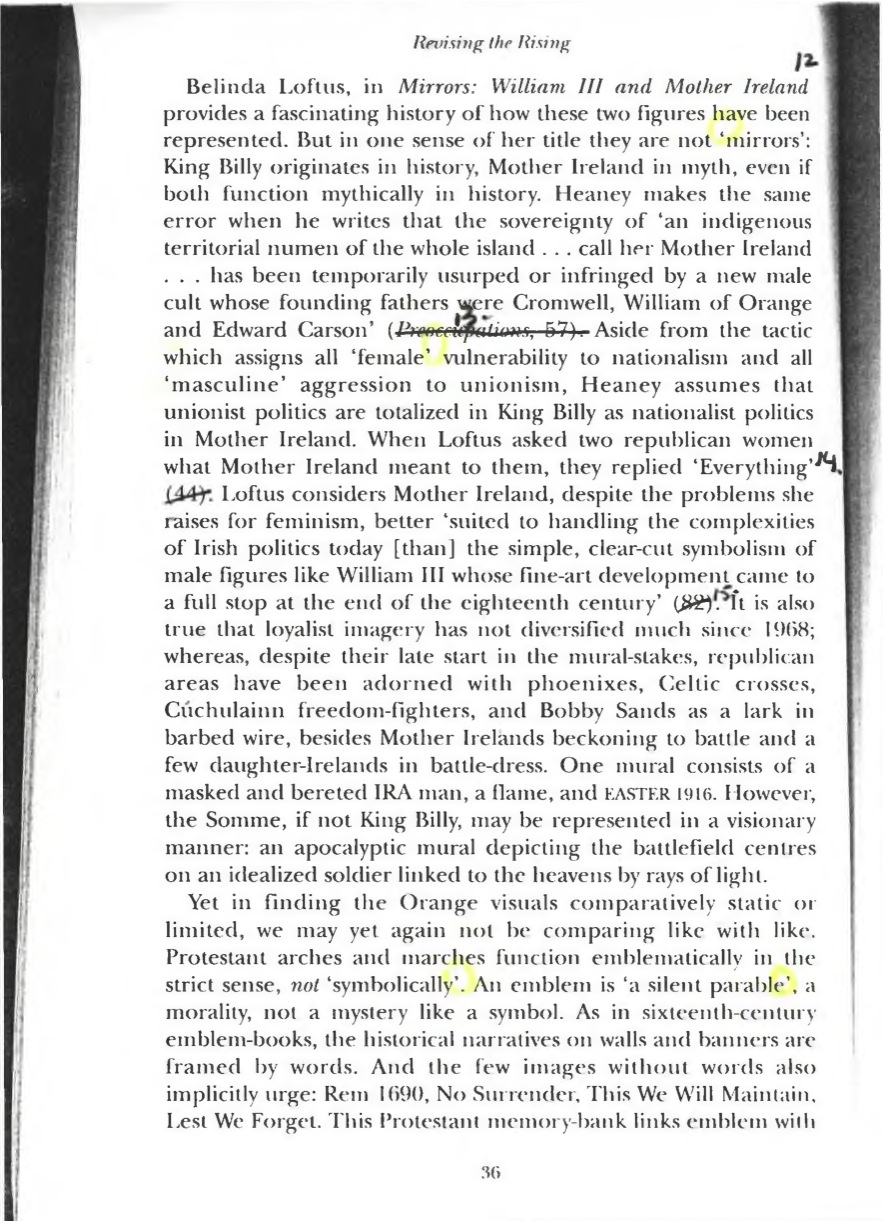 Revising the Rising
12
Belinda Loftus, in Mirrors: William III and Mother Ireland
provides a fascinating history of how these two figures have been
represented. But in one sense of her title they are not ‘mirrors’:
King Billy originates in history, Mother Ireland in myth, even if
both function mythically in history. Heaney makes the same
error when he writes that the sovereignty of ‘an indigenous
territorial numen of the whole island . . . call her Mother Ireland
. . . has been temporarily usurped or infringed by a new male
cult whose founding fathers were Cromwell, William of Orange
13.
and Edward Carson’ (Preoccupations, 57). Aside from the tactic
which assigns all ‘female’ vulnerability to nationalism and all
‘masculine’ aggression to unionism, Heaney assumes that
unionist politics are totalized in King Billy as nationalist politics
in Mother Ireland. When Loftus asked two republican women
what Mother Ireland meant to them, they replied ‘Everything’ 14.
(44). Loftus considers Mother Ireland, despite the problems she
raises for feminism, better ‘suited to handling the complexities
of Irish politics today [than] the simple, clear-cut symbolism of
male figures like William III whose fine-art development came to
a full stop at the end of the eighteenth century’ (82). 15. It is also
true that loyalist imagery has not diversified much since 1968;
whereas, despite their late start in the mural-stakes, republican
areas have been adorned with phoenixes, Celtic crosses,
Cúchulainn freedom-fighters, and Bobby Sands as a lark in
barbed wire, besides Mother Irelands beckoning to battle and a
few daughter-Irelands in battle-dress. One mural consists of a
masked and bereted IRA man, a flame, and EASTER 1916. However,
the Somme, if not King Billy, may be represented in a visionary
manner: an apocalyptic mural depicting the battlefield centres
on an idealized soldier linked to the heavens by rays of light.
Yet in finding the Orange visuals comparatively static or
limited, we may yet again not be comparing like with like.
Protestant arches and marches function emblematically in the
strict sense, not ‘symbolically’. An emblem is ‘a silent parable’, a
morality, not a mystery like a symbol. As in sixteenth-century
emblem-books, the historical narratives on walls and banners are
framed by words. And the few images without words also
implicitly urge: Rem 1690, No Surrender, This We Will Maintain,
Lest We Forget. This Protestant memory-bank links emblem with
36